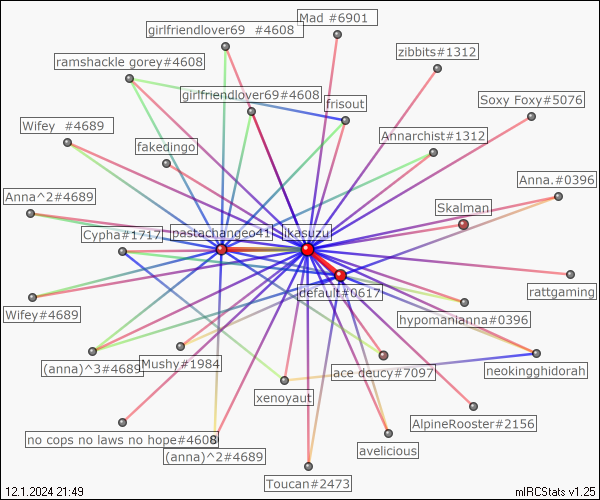 Mad #6901
girlfriendlover69 #4608
zibbits#1312
ramshackle gorey#4608
girlfriendlover69#4608
frisout
Soxy Foxy#5076
Wifey #4689
fakedingo
Annarchist#1312
Anna^2#4689
Anna.#0396
Skalman
Cypha#1717
pastachangeo41
ikasuzu
default#0617
rattgaming
Wifey#4689
hypomanianna#0396
(anna)^3#4689
Mushy#1984
ace deucy#7097
neokingghidorah
xenoyaut
no cops no laws no hope#4608
AlpineRooster#2156
(anna)^2#4689
avelicious
Toucan#2473
12.1.2024 21:49
mIRCStats v1.25